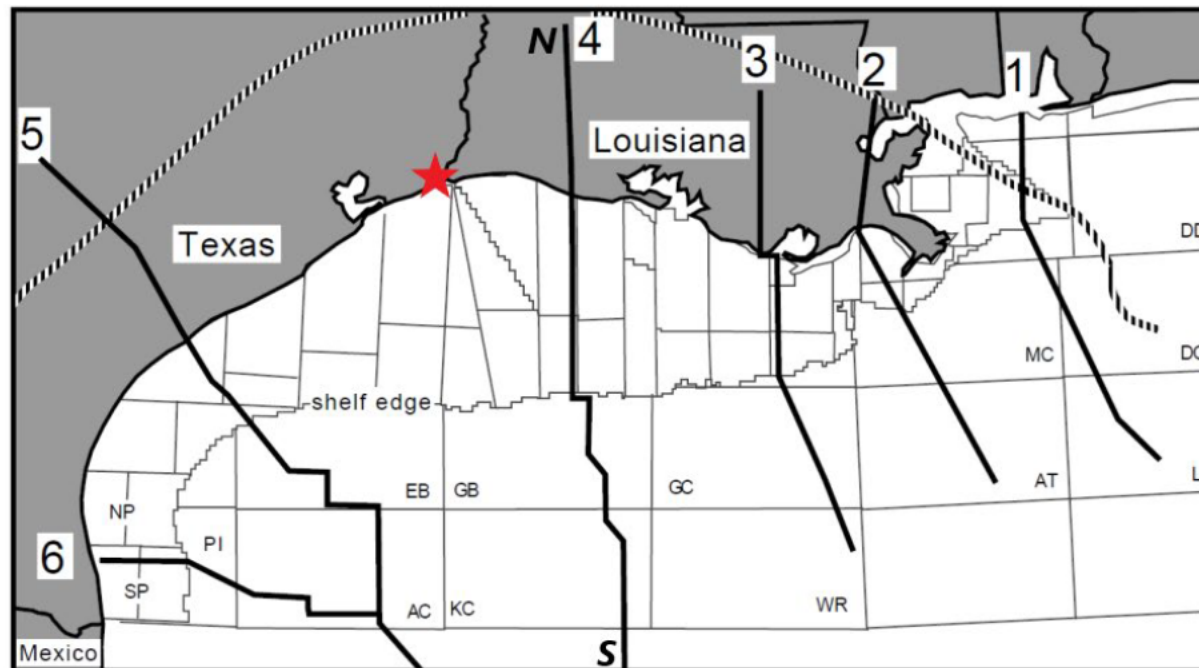 N 4
3
2
1
5
Louisiana
Texas
DD
MC
DC
shelf edge
EB GB
GC
AT
L
NP
PI
6
SP
AC KC
WR
Mexico
S